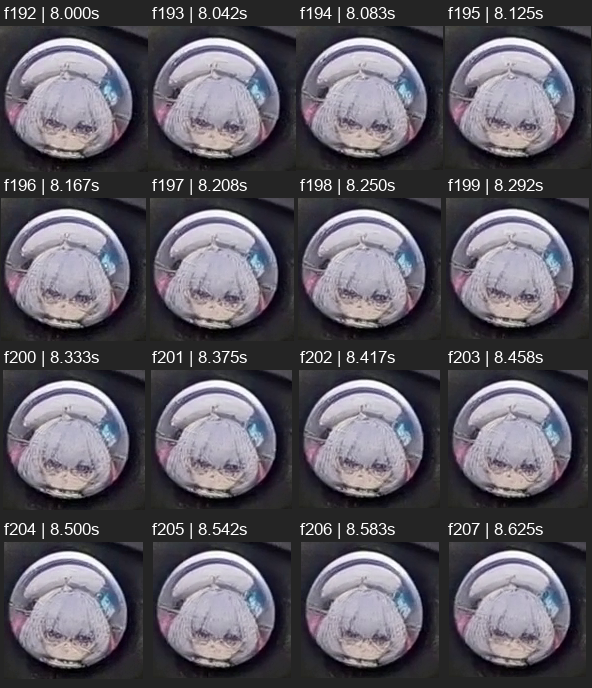 f192 | 8.000s f193 | 8.042s f194 | 8.083s f195 | 8.125s
f196 | 8.167s f197 | 8.208s f198 | 8.250s f199 | 8.292s
f200 | 8.333s f201 | 8.375s f202 | 8.417s f203 | 8.458s
f204 | 8.500s f205 | 8.542s f206 | 8.583s f207 | 8.625s